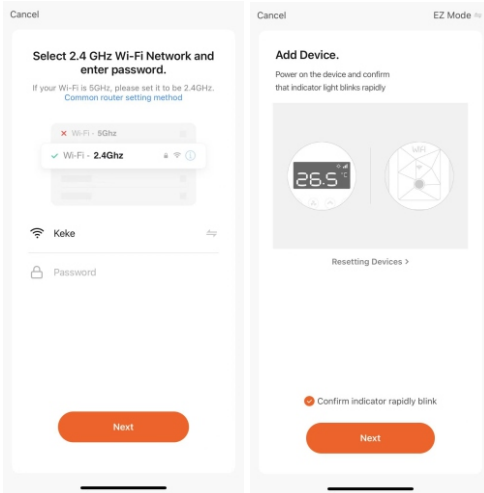 Cancel
Select 2.4 GHz Wi-Fi Network and
enter password.
If your Wi-Fi is 5GHz, please set it to be 2.4GHz.
Common router setting method
Wi-Fi - 5Ghz
Wi-Fi - 2.4Ghz
Keke
Password
Next
Cancel
EZ Mode
Add Device.
Power on the device and confirm
that indicator light blinks rapidly
26.5 °C
WiFi
Resetting Devices >
Confirm indicator rapidly blink
Next